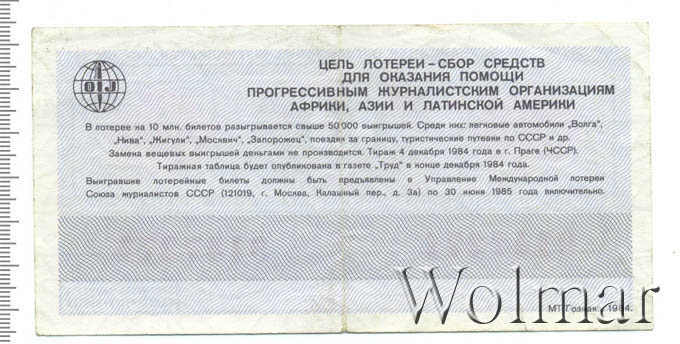 ЦЕЛЬ ЛОТЕРЕИ – СБОР СРЕДСТВ
ДЛЯ ОКАЗАНИЯ ПОМОЩИ
ПРОГРЕССИВНЫМ ЖУРНАЛИСТСКИМ ОРГАНИЗАЦИЯМ
АФРИКИ, АЗИИ И ЛАТИНСКОЙ АМЕРИКИ
OIJ
В лотерее на 10 млн. билетов разыгрывается свыше 50 000 выигрышей. Среди них: легковые автомобили „Волга",
„Нива", „Жигули", „Москвич", „Запорожец", поездки за границу, туристические путевки по СССР и др.
Замена вещевых выигрышей деньгами не производится. Тираж 4 декабря 1984 года в г. Праге (ЧССР).
Тиражная таблица будет опубликована в газете „Труд" в конце декабря 1984 года.
Выигравшие лотерейные билеты должны быть предъявлены в Управление Международной лотереи
Союза журналистов СССР (121019, г. Москва, Калашный пер., д. 3а) по 30 июня 1985 года включительно.
МТ Гознак. 1984.
Wolmar